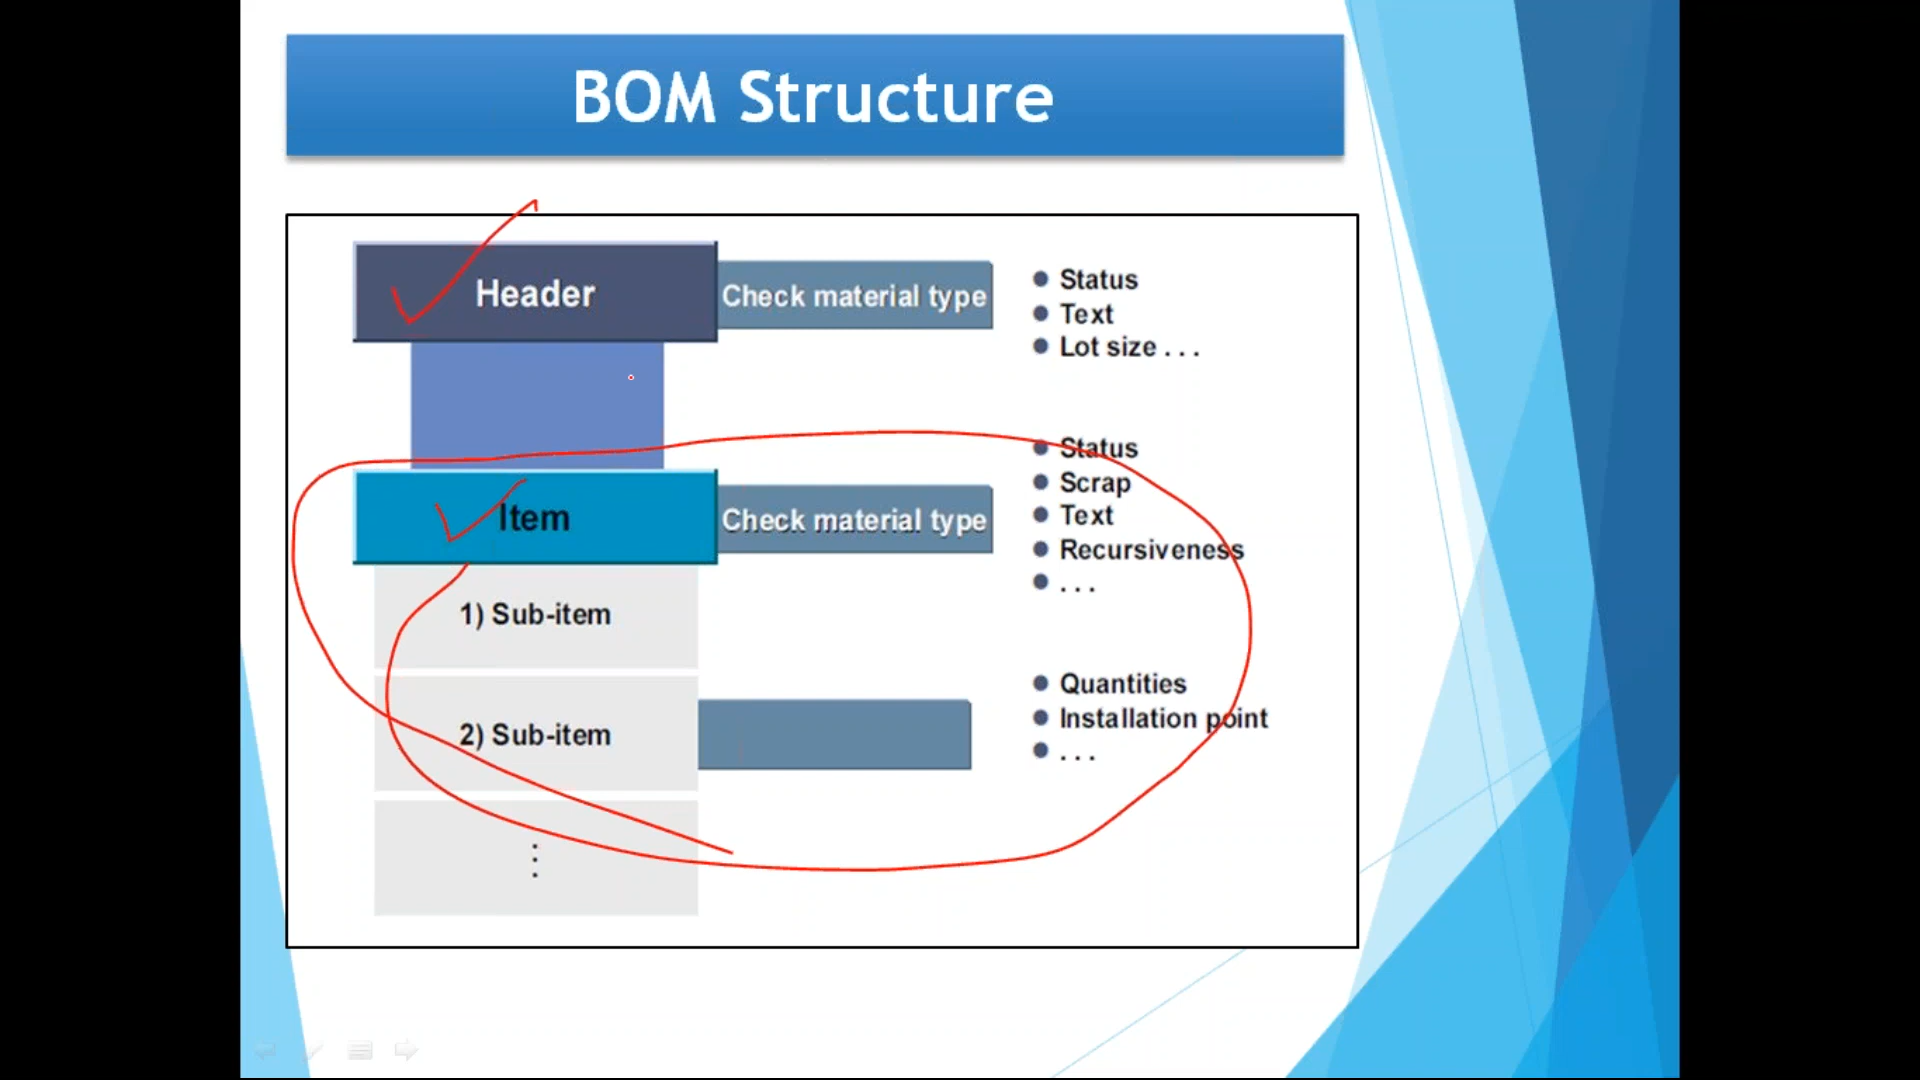 BOM Structure
Header
Check material type
• Status
• Text
• Lot size . . .
Item
Check material type
• Status
• Scrap
• Text
• Recursiveness
• . . .
1) Sub-item
2) Sub-item
• Quantities
• Installation point
• . . .
⋮